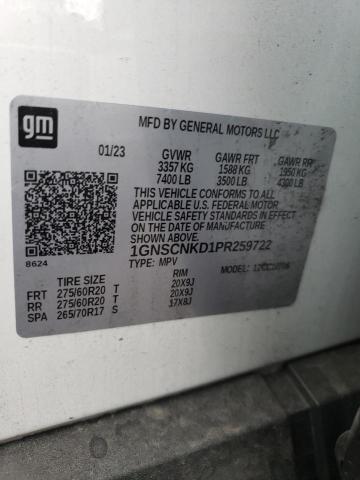 gm
MFD BY GENERAL MOTORS LLC
01/23 GVWR GAWR FRT GAWR RR
3357 KG 1588 KG 1950 KG
7400 LB 3500 LB 4300 LB
THIS VEHICLE CONFORMS TO ALL
APPLICABLE U.S. FEDERAL MOTOR
VEHICLE SAFETY STANDARDS IN EFFECT
ON THE DATE OF MANUFACTURE
SHOWN ABOVE.
1GNSCNKD1PR259722
8624 TYPE: MPV MODEL:
TIRE SIZE RIM
FRT 275/60R20 T 20X9J
RR 275/60R20 T 20X9J
SPA 265/70R17 S 17X8J